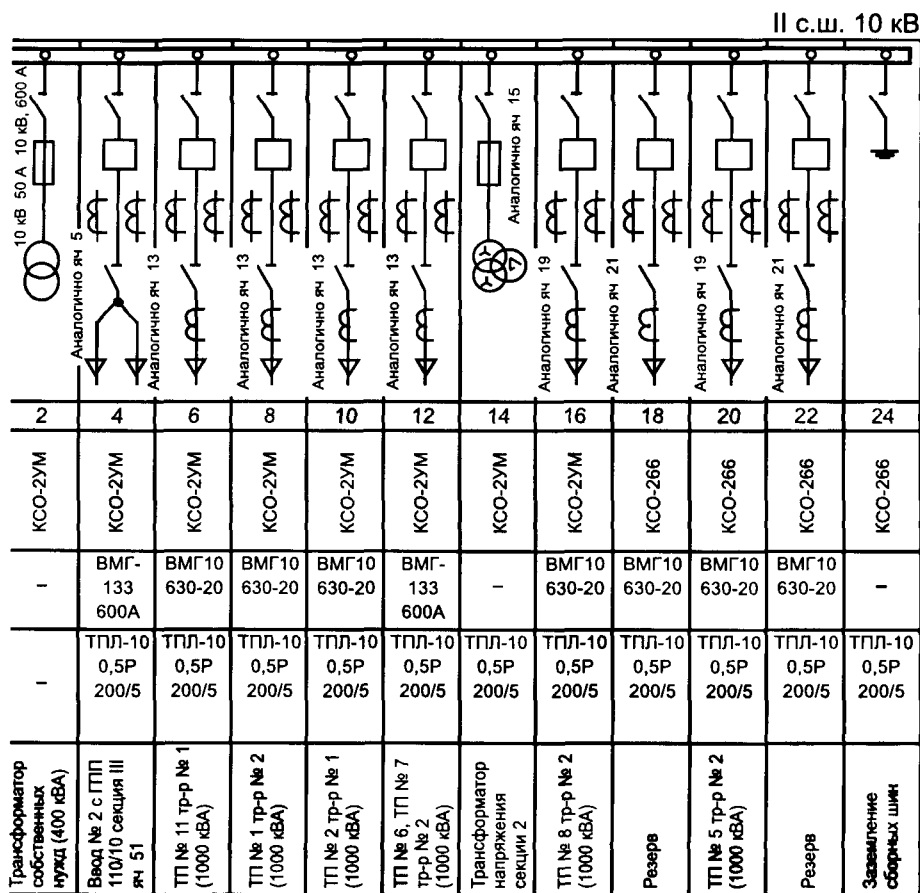 II с.ш. 10 кВ
10 кВ 50 А 10 кВ, 600 А
Аналогично яч 5
Аналогично яч 13
Аналогично яч 13
Аналогично яч 13
Аналогично яч 13
Аналогично яч 15
Аналогично яч 19
Аналогично яч 21
Аналогично яч 19
Аналогично яч 21
2 4 6 8 10 12 14 16 18 20 22 24
КСО-2УМ КСО-2УМ КСО-2УМ КСО-2УМ КСО-2УМ КСО-2УМ КСО-2УМ КСО-2УМ КСО-266 КСО-266 КСО-266 КСО-266
– ВМГ- ВМГ10 ВМГ10 ВМГ10 ВМГ- – ВМГ10 ВМГ10 ВМГ10 ВМГ10 –
133 630-20 630-20 630-20 133 630-20 630-20 630-20 630-20
600А 600А
– ТПЛ-10 ТПЛ-10 ТПЛ-10 ТПЛ-10 ТПЛ-10 ТПЛ-10 ТПЛ-10 ТПЛ-10 ТПЛ-10 ТПЛ-10 ТПЛ-10
0,5Р 0,5Р 0,5Р 0,5Р 0,5Р 0,5Р 0,5Р 0,5Р 0,5Р 0,5Р 0,5Р
200/5 200/5 200/5 200/5 200/5 200/5 200/5 200/5 200/5 200/5 200/5
Трансформатор
собственных
нужд (400 кВА)
Ввод № 2 с ГПП
110/10 секция III
яч 51
ТП № 11 тр-р № 1
(1000 кВА)
ТП № 1 тр-р № 2
(1000 кВА)
ТП № 2 тр-р № 1
(1000 кВА)
ТП № 6, ТП № 7
тр-р № 2
(1000 кВА)
Трансформатор
напряжения
секции 2
ТП № 8 тр-р № 2
(1000 кВА)
Резерв
ТП № 5 тр-р № 2
(1000 кВА)
Резерв
Заземление
сборных шин